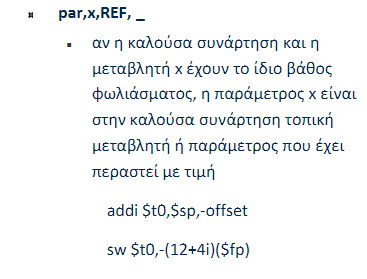 par,x,REF, _
αν η καλούσα συνάρτηση και η
μεταβλητή x έχουν το ίδιο βάθος
φωλιάσματος, η παράμετρος x είναι
στην καλούσα συνάρτηση τοπική
μεταβλητή ή παράμετρος που έχει
περαστεί με τιμή
addi $t0,$sp,-offset
sw $t0,-(12+4i)($fp)